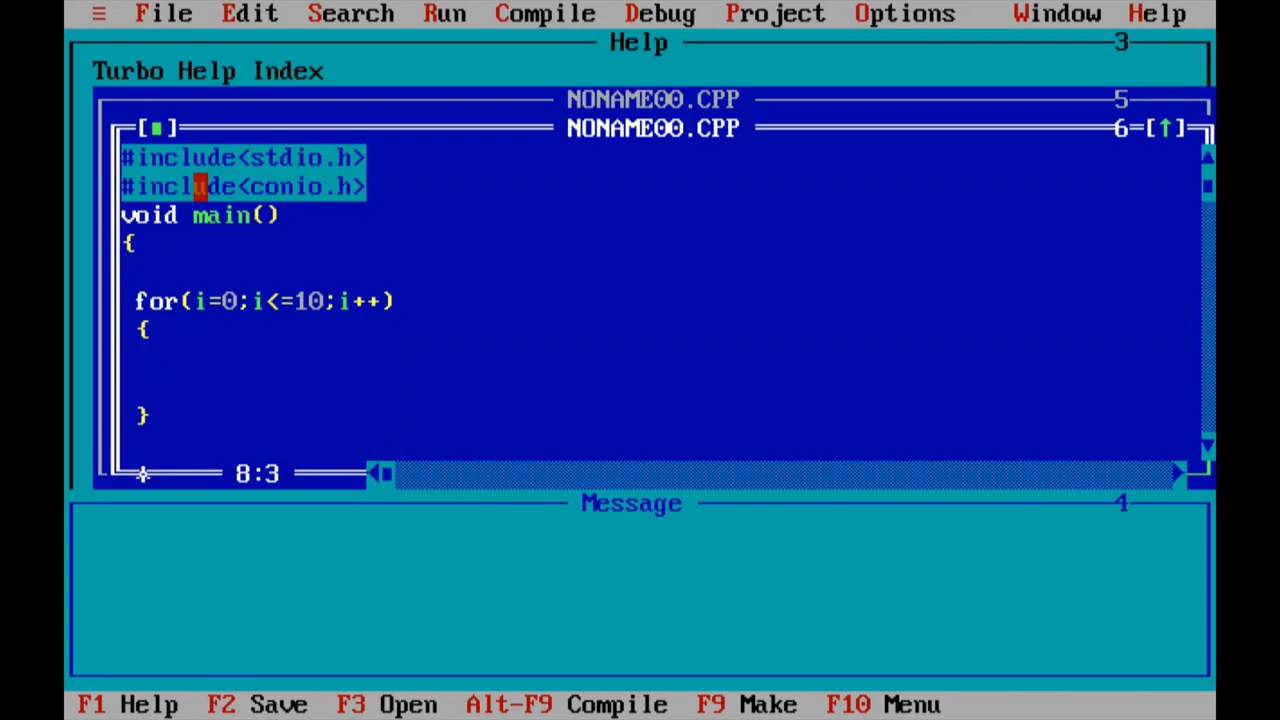 ≡ File Edit Search Run Compile Debug Project Options Window Help
Help 3
Turbo Help Index
NONAME00.CPP 5
[■] NONAME00.CPP 6=[↑]
#include<stdio.h>
#include<conio.h>
void main()
{
for(i=0;i<=10;i++)
{
}
8:3
Message 4
F1 Help F2 Save F3 Open Alt-F9 Compile F9 Make F10 Menu